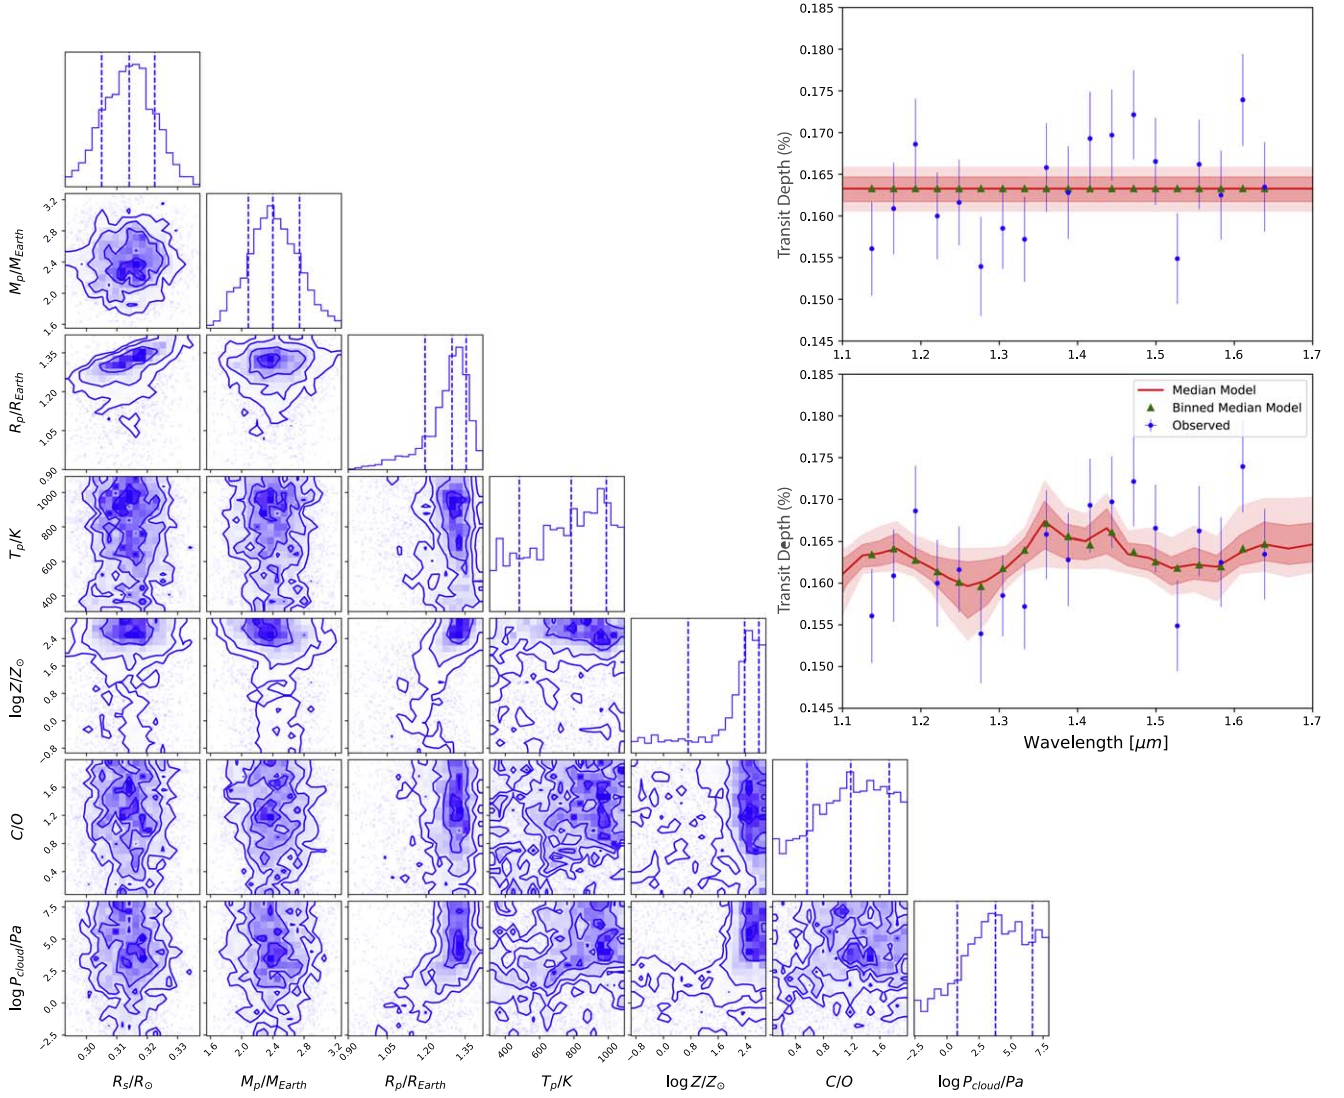 0.185
0.180
0.175
0.170
0.165
0.160
0.155
0.150
0.145
Transit Depth (%)
1.1 1.2 1.3 1.4 1.5 1.6 1.7
0.185
0.180
0.175
0.170
0.165
0.160
0.155
0.150
0.145
Transit Depth (%)
Median Model
Binned Median Model
Observed
1.1 1.2 1.3 1.4 1.5 1.6 1.7
Wavelength [μm]
3.2
2.8
2.4
2.0
1.6
M_p/M_Earth
1.35
1.20
1.05
0.90
R_p/R_Earth
1000
800
600
400
T_p/K
2.4
1.6
0.8
0.0
−0.8
log Z/Z⊙
1.6
1.2
0.8
0.4
C/O
7.5
5.0
2.5
0.0
−2.5
log P_cloud/Pa
0.30 0.31 0.32 0.33
1.6 2.0 2.4 2.8 3.2
0.90 1.05 1.20 1.35
400 600 800 1000
−0.8 0.0 0.8 1.6 2.4
0.4 0.8 1.2 1.6
−2.5 0.0 2.5 5.0 7.5
R_s/R⊙ M_p/M_Earth R_p/R_Earth T_p/K log Z/Z⊙ C/O log P_cloud/Pa